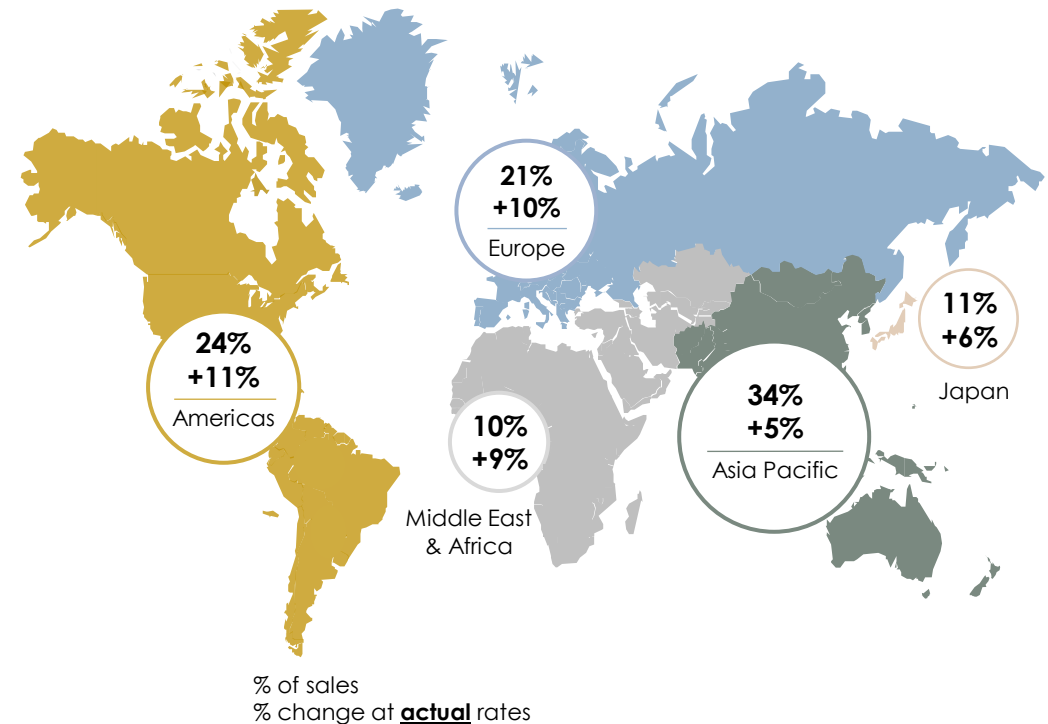 21%
+10%
Europe
11%
+6%
Japan
24%
+11%
Americas
34%
+5%
Asia Pacific
10%
+9%
Middle East
& Africa
% of sales
% change at actual rates